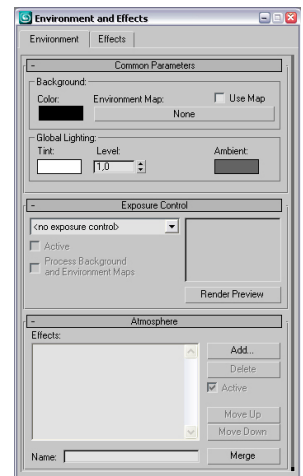 Environment and Effects
Environment Effects
- Common Parameters
Background:
Color: Environment Map: Use Map
None
Global Lighting:
Tint: Level: Ambient:
1,0
- Exposure Control
<no exposure control>
Active
Process Background
and Environment Maps
Render Preview
- Atmosphere
Effects:
Add...
Delete
Active
Move Up
Move Down
Name: Merge